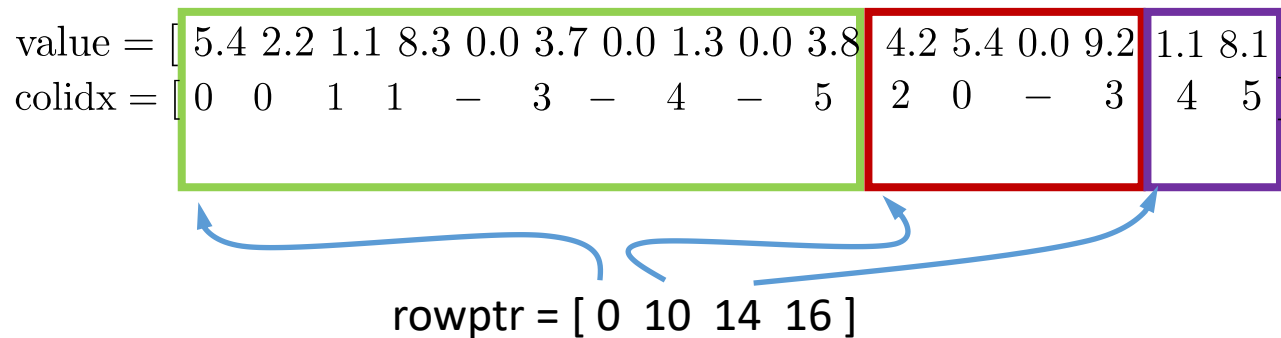 value = [ 5.4 2.2 1.1 8.3 0.0 3.7 0.0 1.3 0.0 3.8 4.2 5.4 0.0 9.2 1.1 8.1
colidx = [ 0 0 1 1 – 3 – 4 – 5 2 0 – 3 4 5 ]
rowptr = [ 0 10 14 16 ]